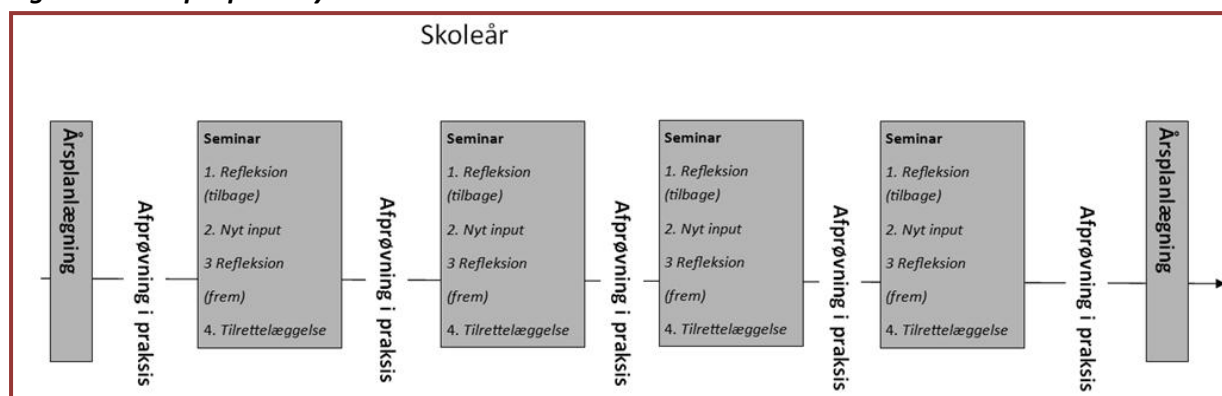 Skoleår
Årsplanlægning
Afprøvning i praksis
Seminar
1. Refleksion
(tilbage)
2. Nyt input
3 Refleksion
(frem)
4. Tilrettelæggelse
Afprøvning i praksis
Seminar
1. Refleksion
(tilbage)
2. Nyt input
3 Refleksion
(frem)
4. Tilrettelæggelse
Afprøvning i praksis
Seminar
1. Refleksion
(tilbage)
2. Nyt input
3 Refleksion
(frem)
4. Tilrettelæggelse
Afprøvning i praksis
Seminar
1. Refleksion
(tilbage)
2. Nyt input
3 Refleksion
(frem)
4. Tilrettelæggelse
Afprøvning i praksis
Årsplanlægning